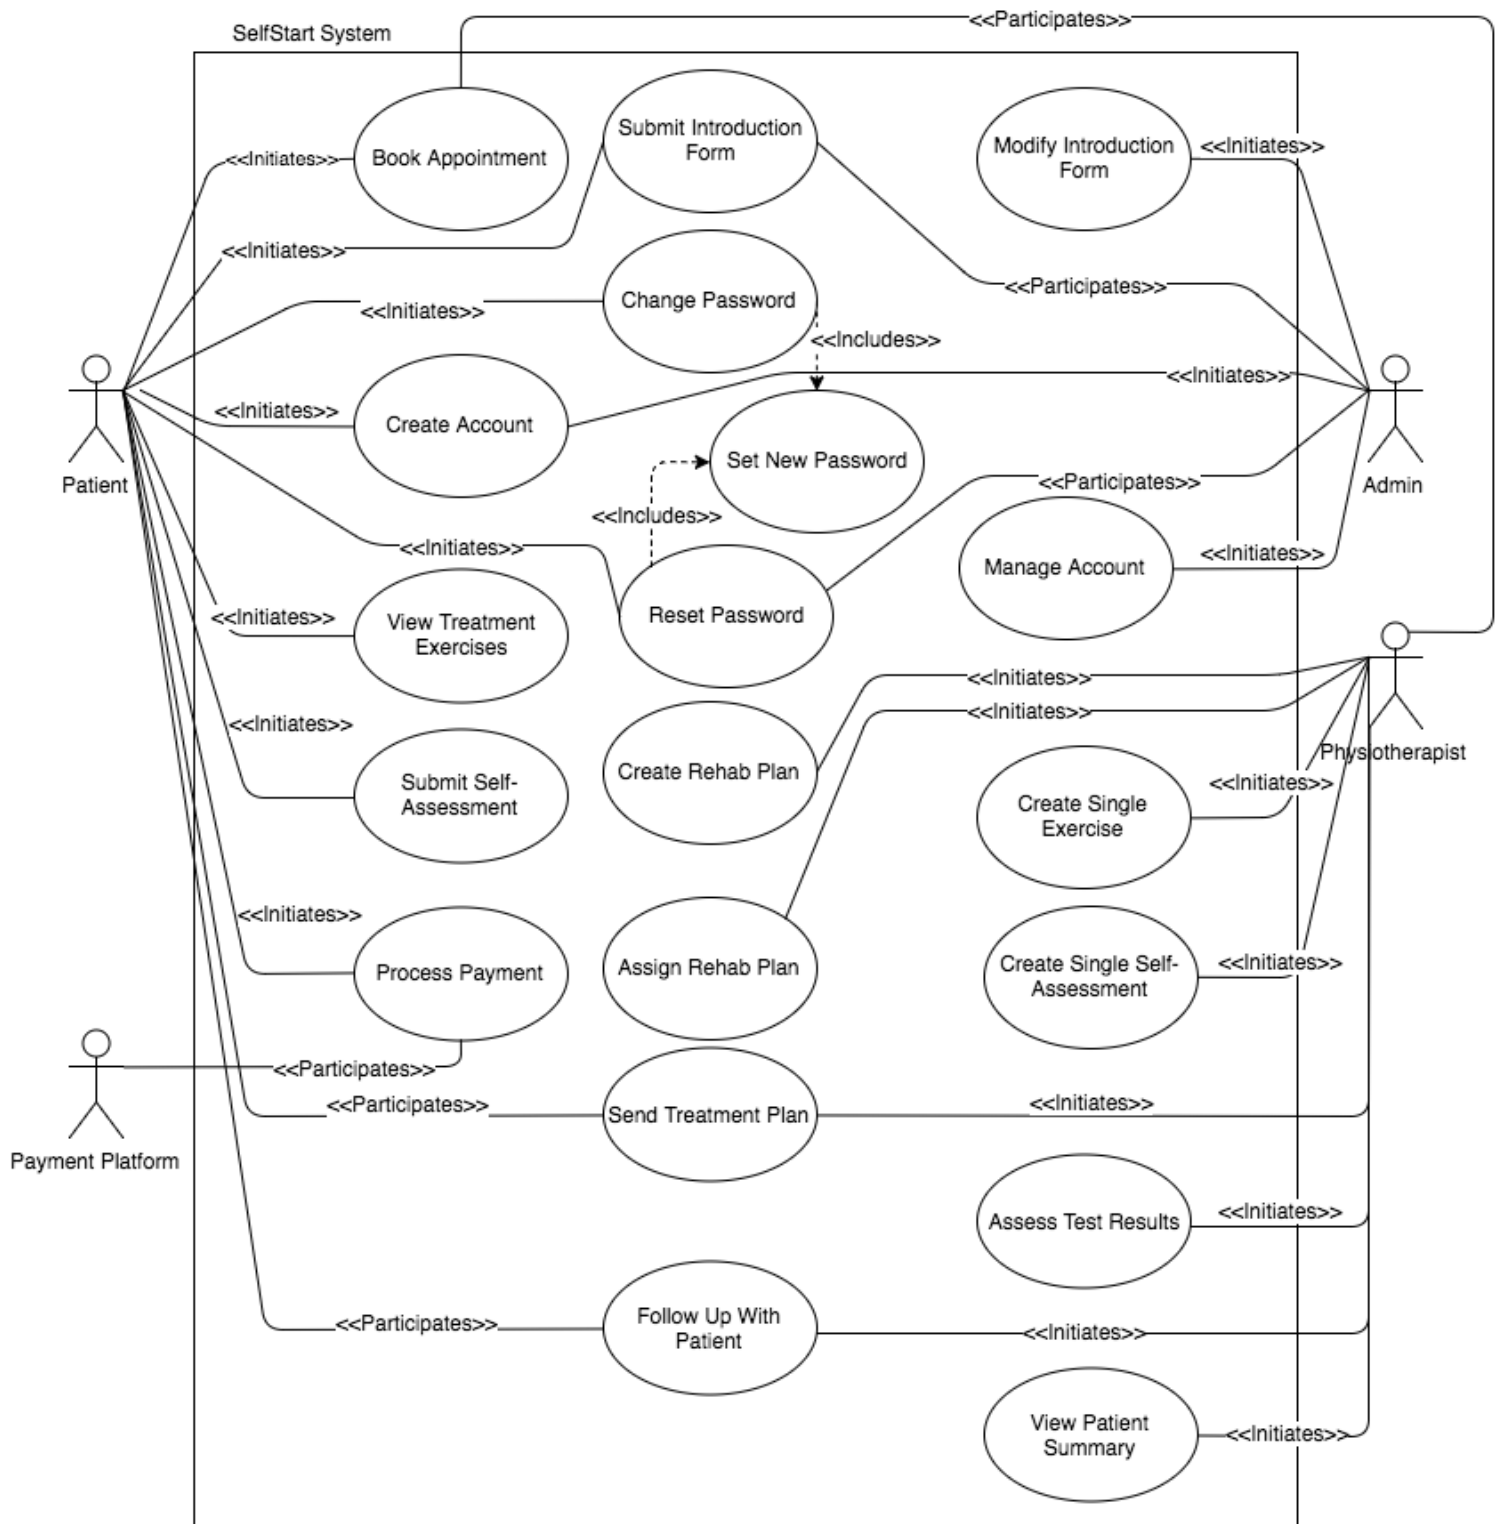 <<Participates>>
SelfStart System
Submit Introduction
Form
Modify Introduction
Form
<<Initiates>>
<<Initiates>>
Book Appointment
<<Initiates>>
<<Participates>>
Change Password
<<Initiates>>
<<Includes>>
<<Initiates>>
<<Initiates>>
Create Account
Set New Password
Patient
<<Participates>>
Admin
<<Includes>>
<<Initiates>>
<<Initiates>>
Manage Account
<<Initiates>>
View Treatment
Exercises
Reset Password
<<Initiates>>
<<Initiates>>
<<Initiates>>
Physiotherapist
Create Rehab Plan
Submit Self-
Assessment
<<Initiates>>
Create Single
Exercise
<<Initiates>>
Process Payment
Assign Rehab Plan
Create Single Self-
Assessment
<<Initiates>>
<<Participates>>
<<Participates>>
Send Treatment Plan
<<Initiates>>
Payment Platform
Assess Test Results
<<Initiates>>
<<Participates>>
Follow Up With
Patient
<<Initiates>>
View Patient
Summary
<<Initiates>>